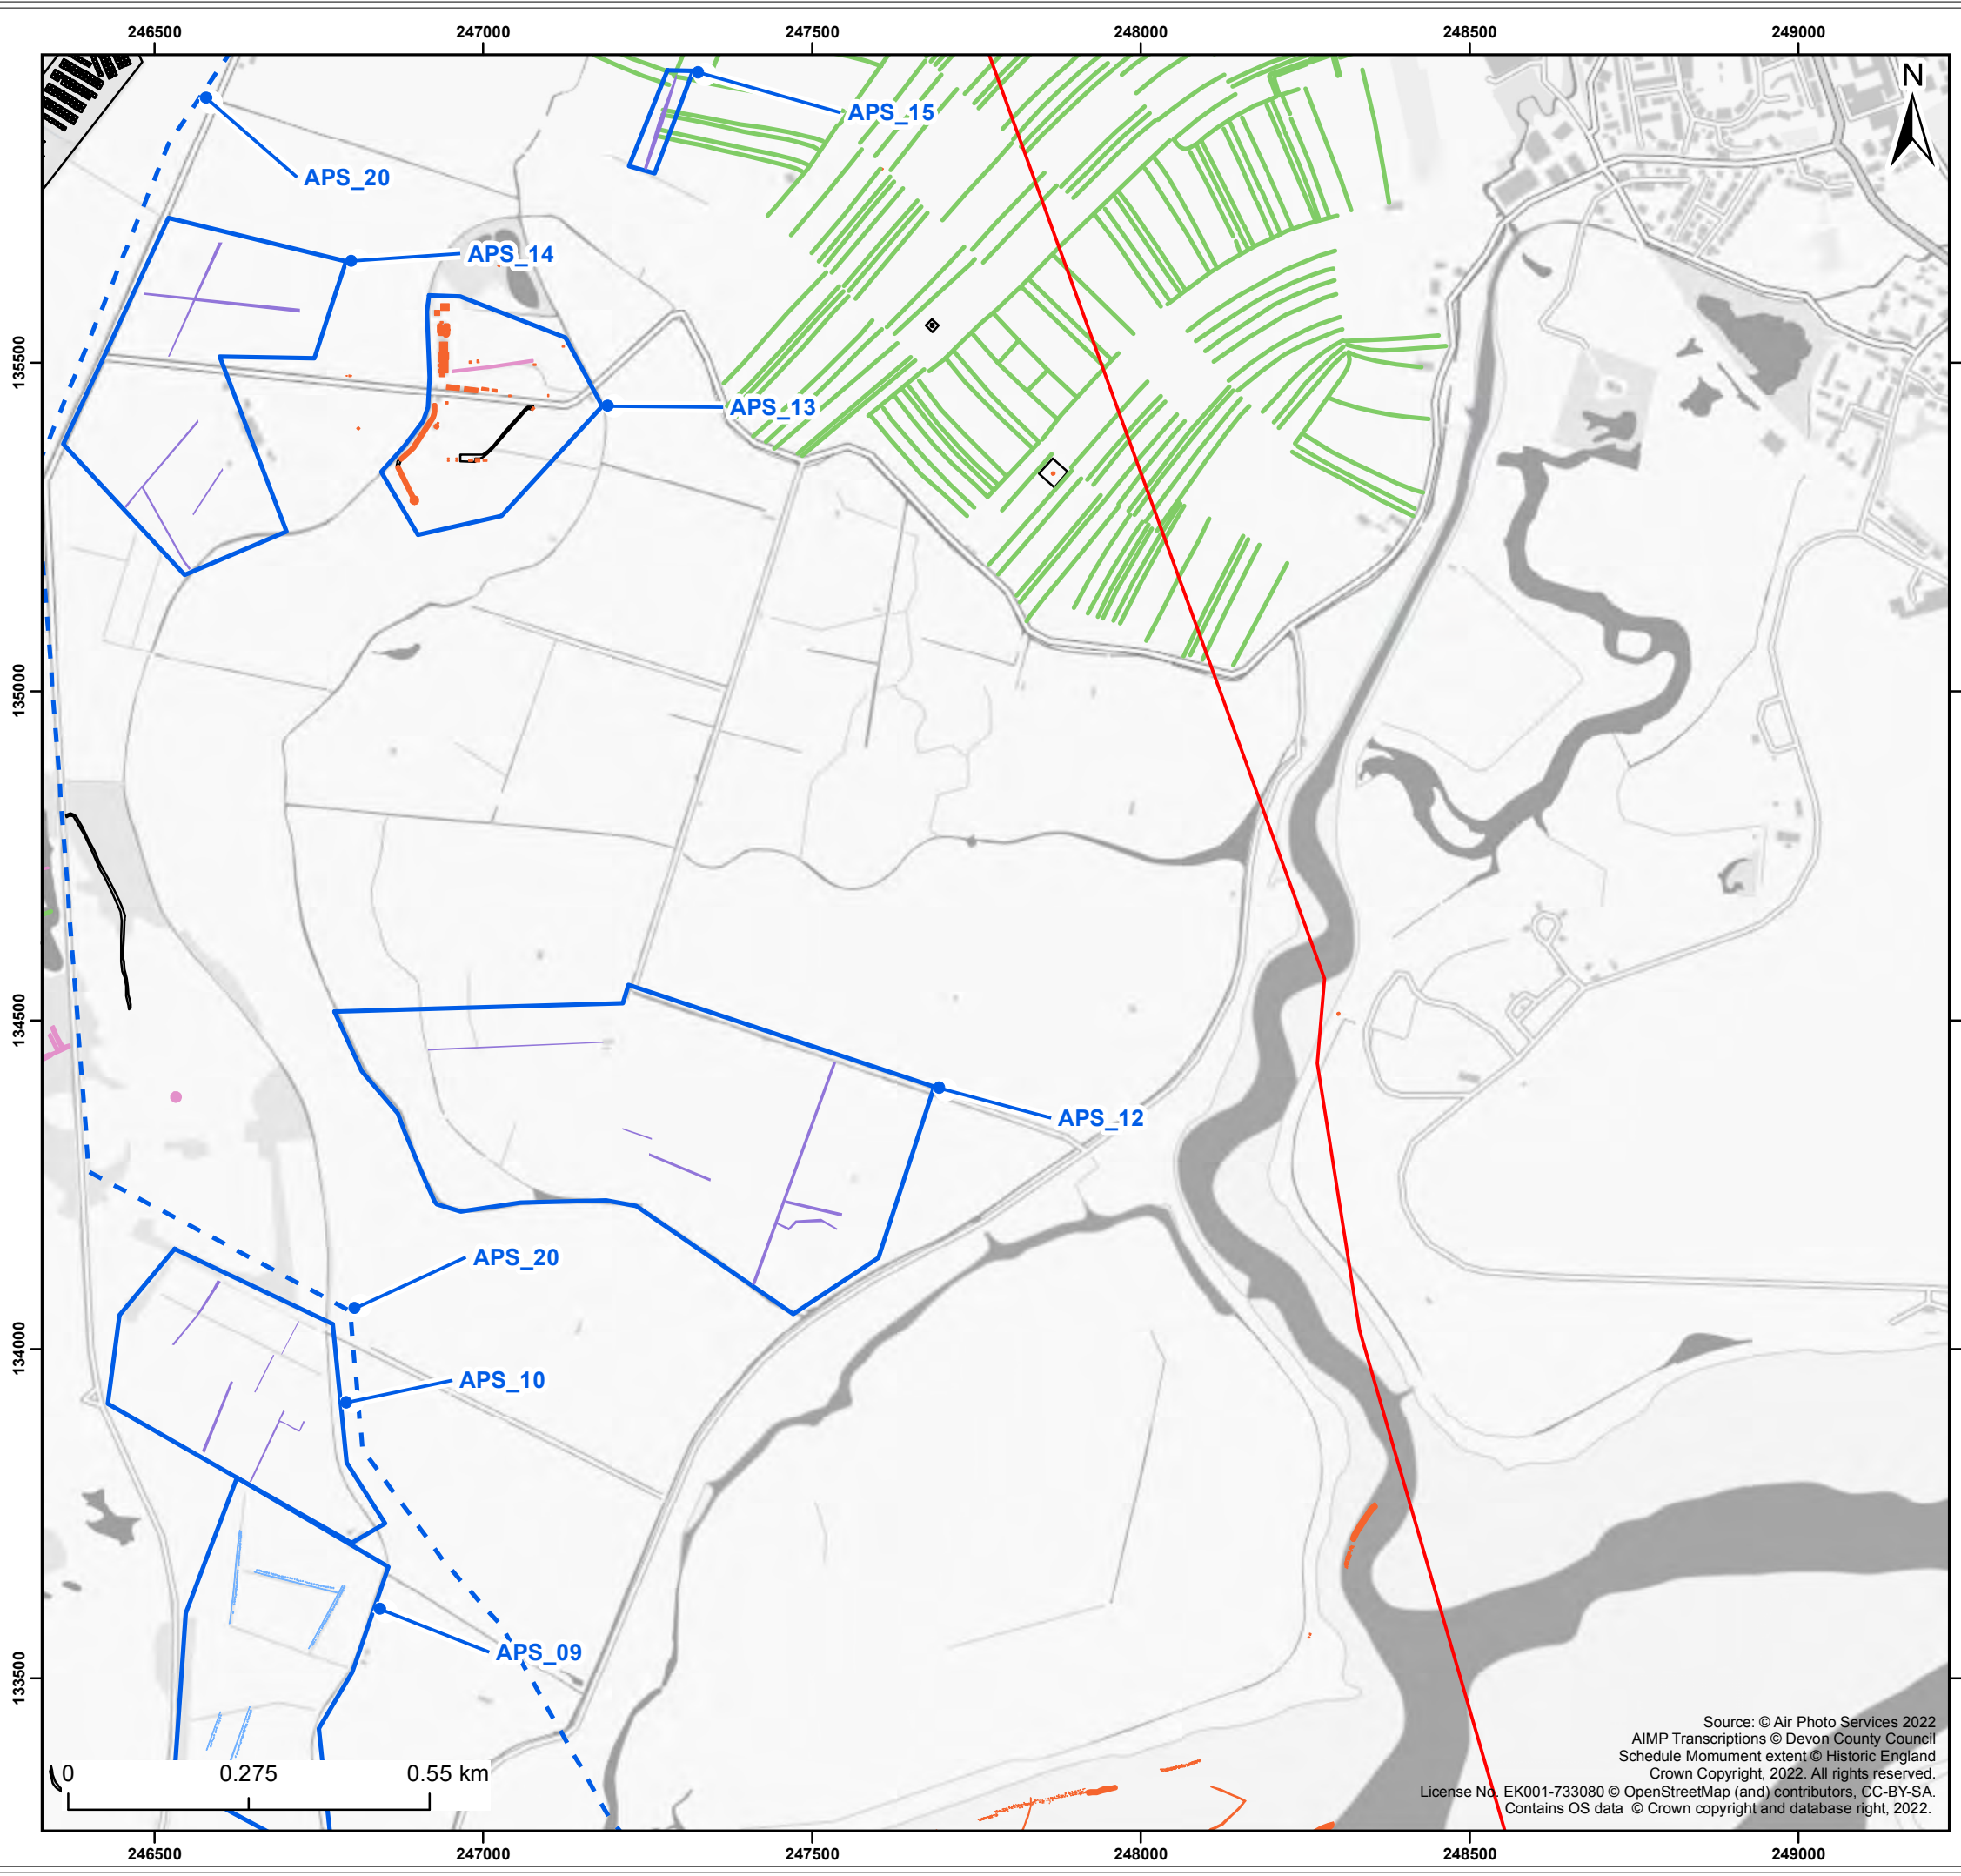 246500 247000 247500 248000 248500 249000
N
APS_15
APS_20
APS_14
135500
APS_13
135000
134500
APS_12
APS_20
134000
APS_10
APS_09
133500
Source: © Air Photo Services 2022
AIMP Transcriptions © Devon County Council
Schedule Momument extent © Historic England
Crown Copyright, 2022. All rights reserved.
License No. EK001-733080 © OpenStreetMap (and) contributors, CC-BY-SA.
Contains OS data © Crown copyright and database right, 2022.
0 0.275 0.55 km
246500 247000 247500 248000 248500 249000